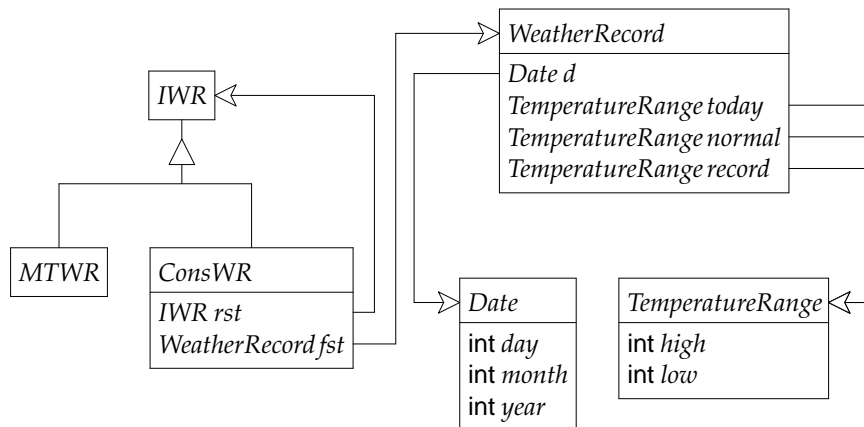 WeatherRecord
Date d
TemperatureRange today
TemperatureRange normal
TemperatureRange record
IWR
MTWR
ConsWR
IWR rst
WeatherRecord fst
Date
int day
int month
int year
TemperatureRange
int high
int low